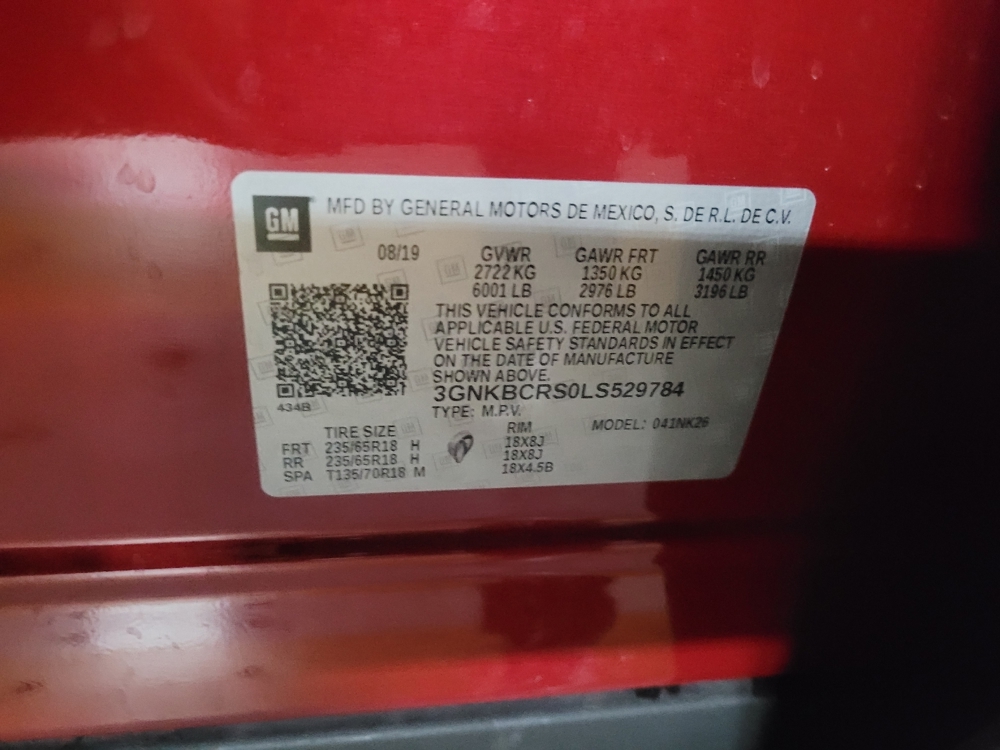 GM
MFD BY GENERAL MOTORS DE MEXICO, S. DE R.L. DE C.V.
08/19 GVWR GAWR FRT GAWR RR
2722 KG 1350 KG 1450 KG
6001 LB 2976 LB 3196 LB
THIS VEHICLE CONFORMS TO ALL
APPLICABLE U.S. FEDERAL MOTOR
VEHICLE SAFETY STANDARDS IN EFFECT
ON THE DATE OF MANUFACTURE
SHOWN ABOVE.
3GNKBCRS0LS529784
434B
TYPE: M.P.V.
TIRE SIZE RIM MODEL: 041NK26
FRT 235/65R18 H 18X8J
RR 235/65R18 H 18X8J
SPA T135/70R18 M 18X4.5B